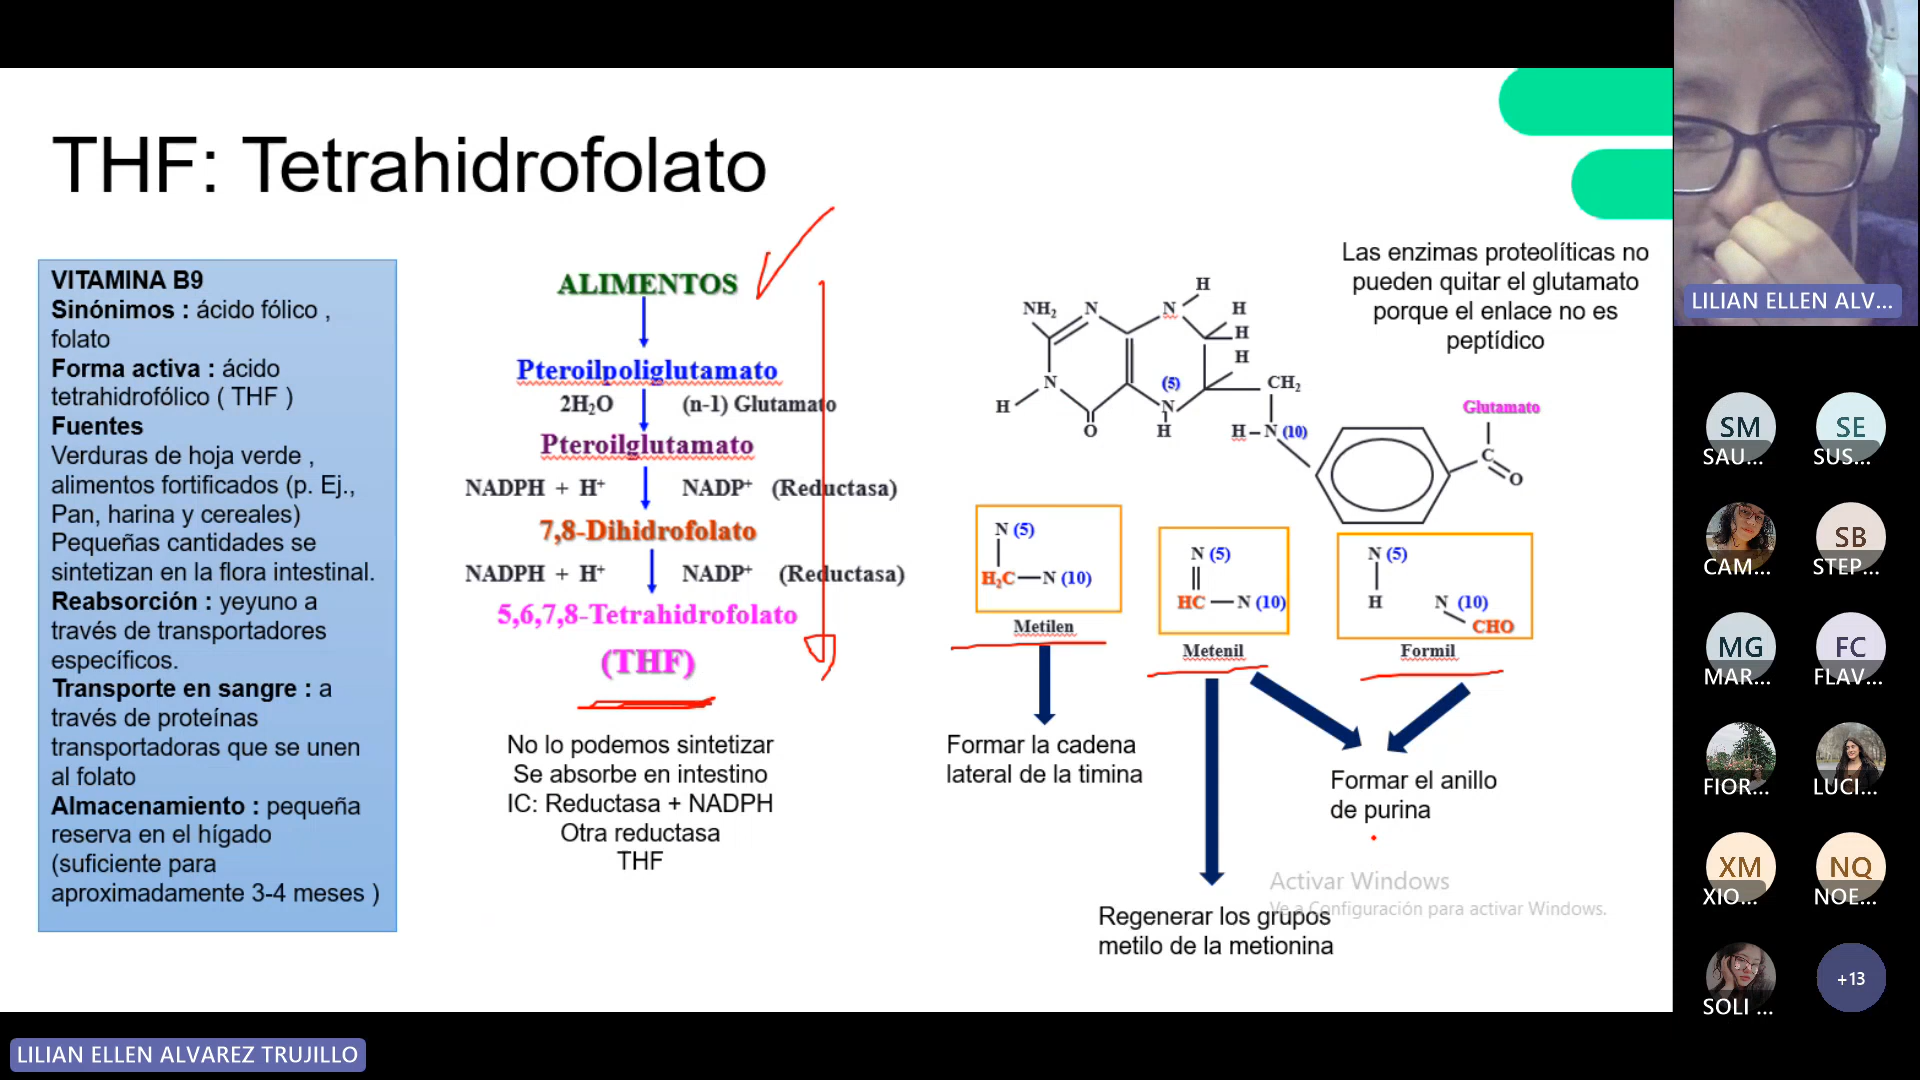 THF: Tetrahidrofolato
VITAMINA B9
Sinónimos : ácido fólico ,
folato
Forma activa : ácido
tetrahidrofólico ( THF )
Fuentes
Verduras de hoja verde ,
alimentos fortificados (p. Ej.,
Pan, harina y cereales)
Pequeñas cantidades se
sintetizan en la flora intestinal.
Reabsorción : yeyuno a
través de transportadores
específicos.
Transporte en sangre : a
través de proteínas
transportadoras que se unen
al folato
Almacenamiento : pequeña
reserva en el hígado
(suficiente para
aproximadamente 3-4 meses )
ALIMENTOS
Pteroilpoliglutamato
2H₂O (n-1) Glutamato
Pteroilglutamato
NADPH + H⁺ NADP⁺ (Reductasa)
7,8-Dihidrofolato
NADPH + H⁺ NADP⁺ (Reductasa)
5,6,7,8-Tetrahidrofolato
(THF)
No lo podemos sintetizar
Se absorbe en intestino
IC: Reductasa + NADPH
Otra reductasa
THF
Las enzimas proteolíticas no
pueden quitar el glutamato
porque el enlace no es
peptídico
H
NH₂ N N H
H
H
N (5) CH₂
H N
O H H-N (10)
Glutamato
C
O
N (5)
H₂C-N (10)
Metilen
N (5)
HC-N (10)
Metenil
N (5)
H N (10)
CHO
Formil
Formar la cadena
lateral de la timina
Formar el anillo
de purina
Regenerar los grupos
metilo de la metionina
Activar Windows
Ve a Configuración para activar Windows.
LILIAN ELLEN ALV...
SM SE
SAU... SUS...
SB
CAM... STEP...
MG FC
MAR... FLAV...
FIOR... LUCI...
XM NQ
XIO... NOE...
+13
SOLI ...
LILIAN ELLEN ALVAREZ TRUJILLO